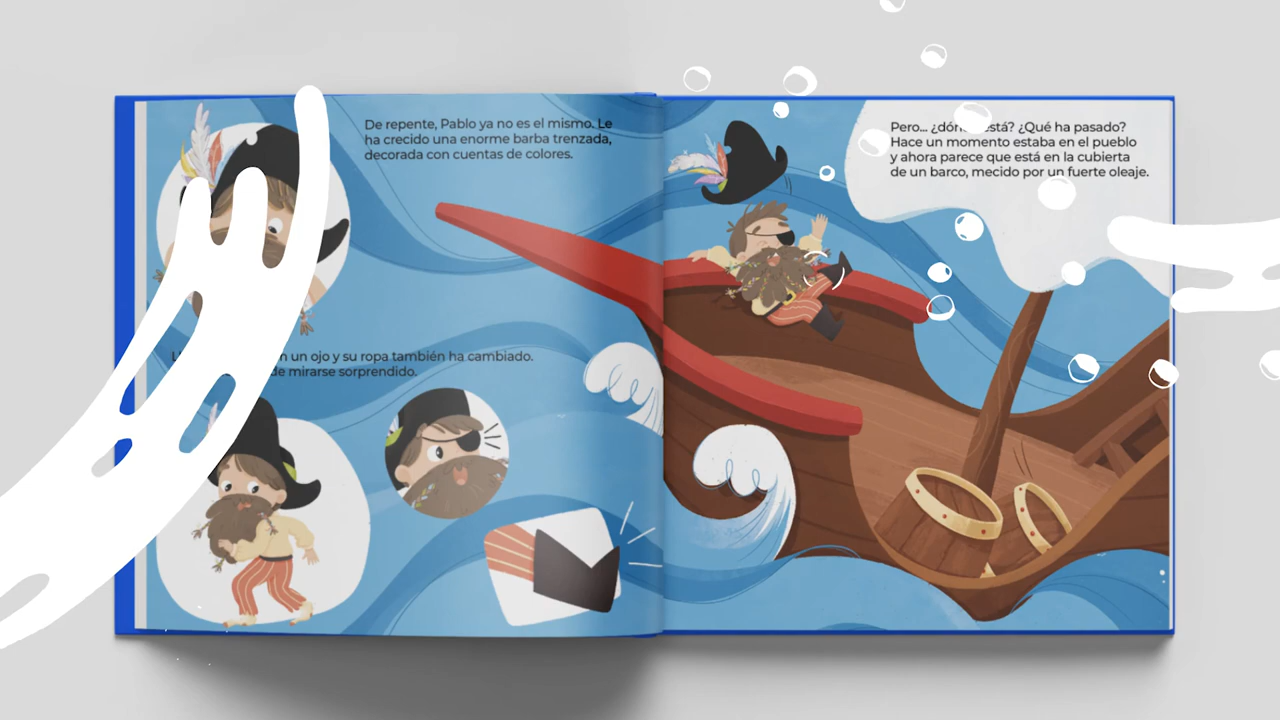 De repente, Pablo ya no es el mismo. Le
ha crecido una enorme barba trenzada,
decorada con cuentas de colores.
un ojo y su ropa también ha cambiado.
de mirarse sorprendido.
Pero... está? ¿Qué ha pasado?
Hace un momento estaba en el pueblo
y ahora parece que está en la cubierta
de un barco, mecido por un fuerte oleaje.